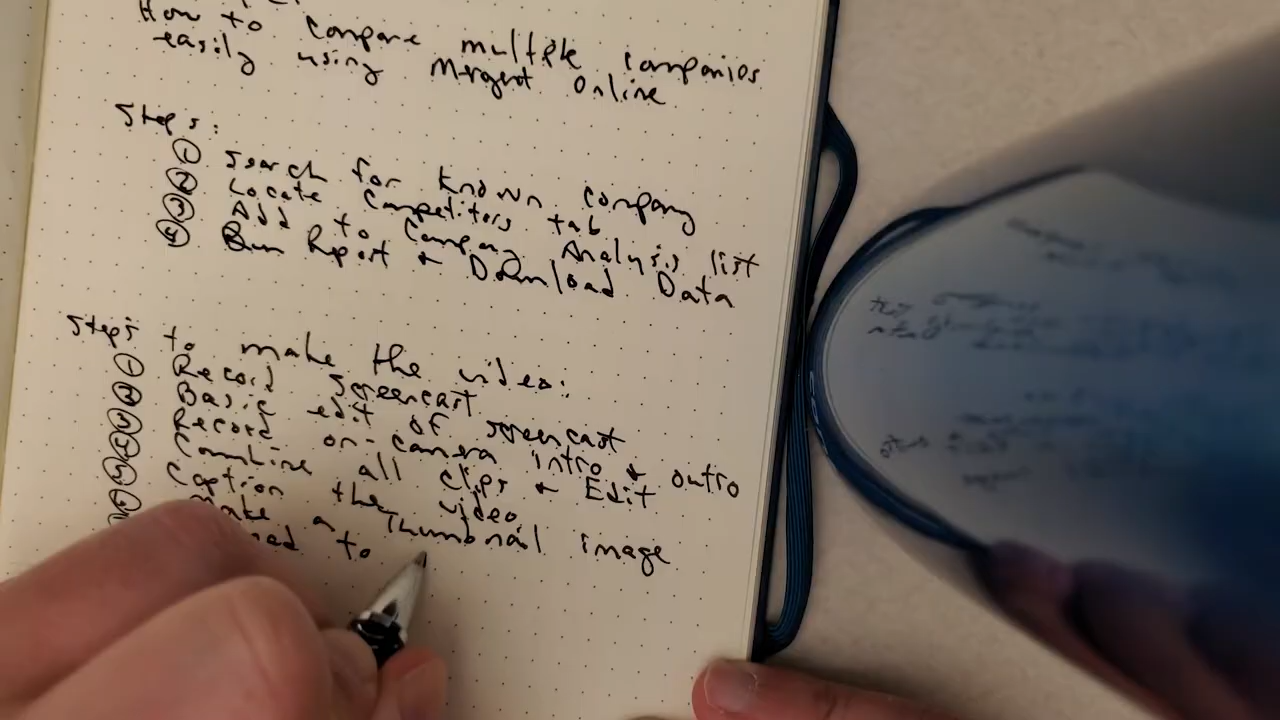 How to compare multiple companies
easily using Mergent Online
Steps:
① Search for known company
② Locate Competitors tab
③ Add to Company Analysis list
④ Run Report & Download Data
Steps to make the video:
① Record screencast
② Basic edit of screencast
③ Record on-camera intro & outro
Combine all clips & Edit
Caption the video
a Thumbnail image
to